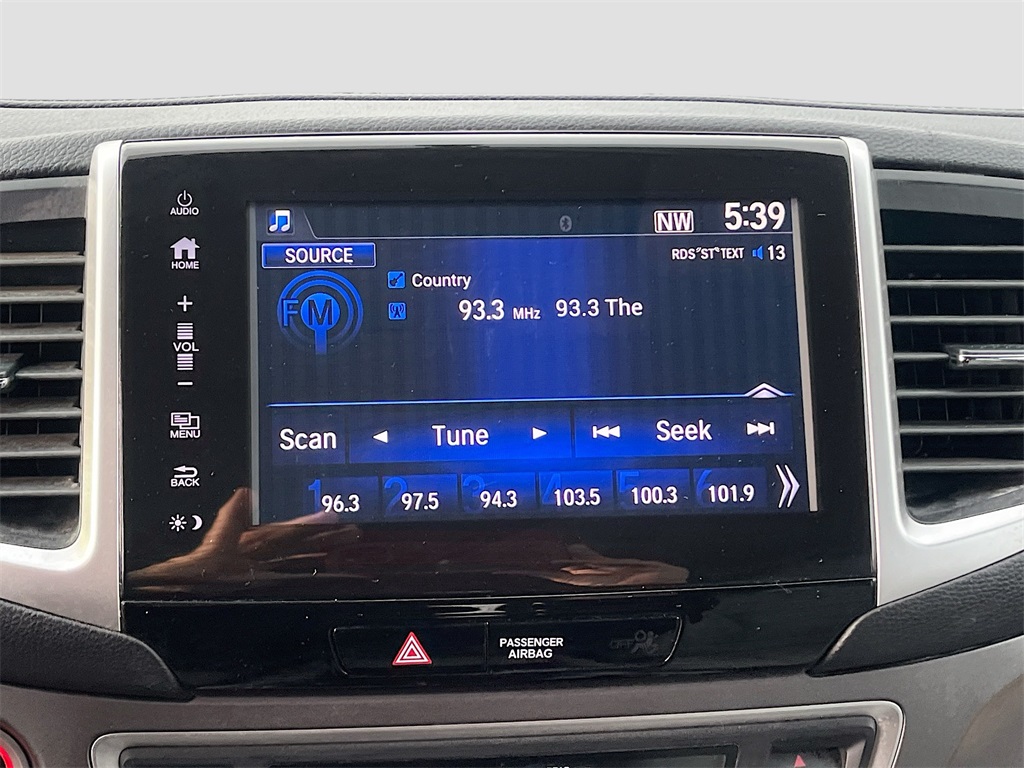 AUDIO
HOME
+
VOL
-
MENU
BACK
NW 5:39
SOURCE
RDS ST TEXT 13
FM
Country
93.3 MHz 93.3 The
Scan Tune Seek
1 96.3 2 97.5 3 94.3 4 103.5 5 100.3 6 101.9
PASSENGER
AIRBAG
OFF